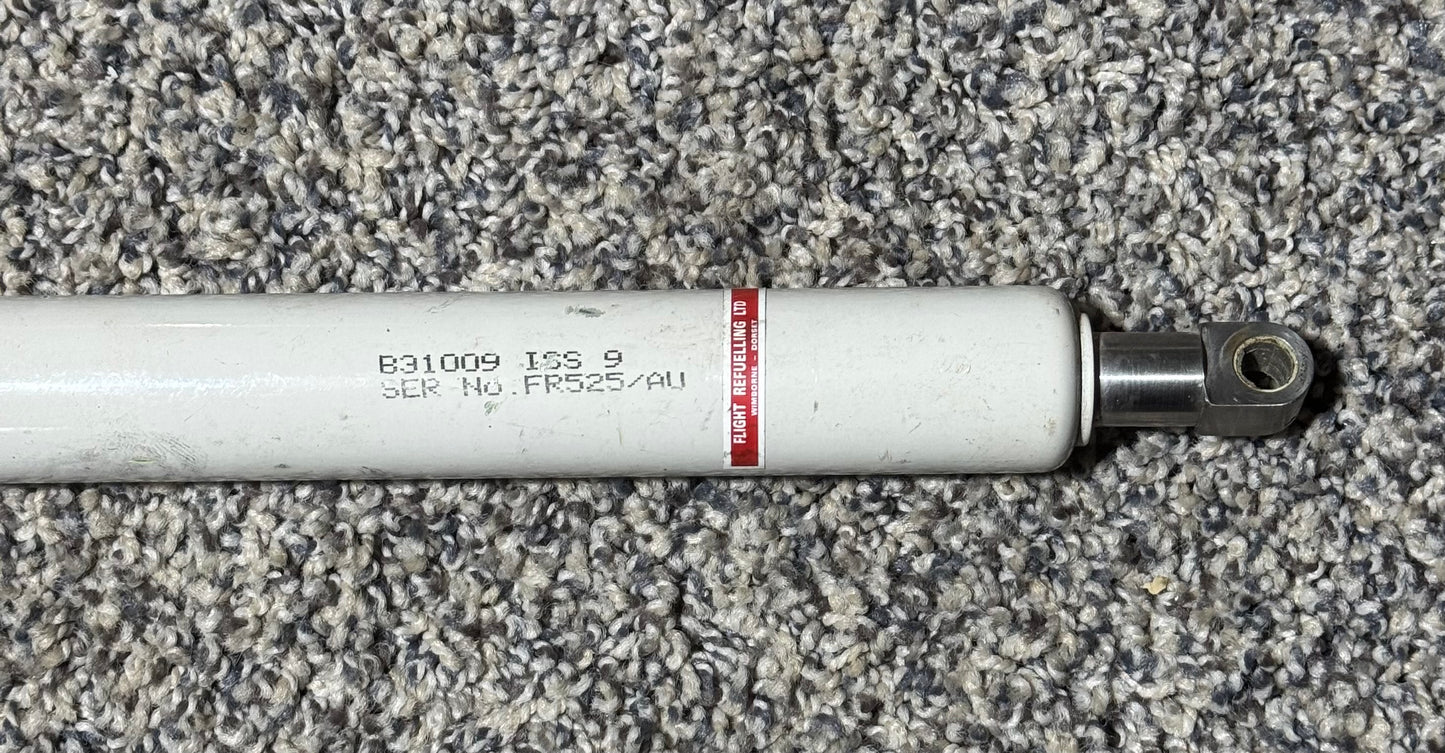 B31009 ISS 9
SER No.FR525/AU
FLIGHT REFUELLING LTD
WIMBORNE - DORSET